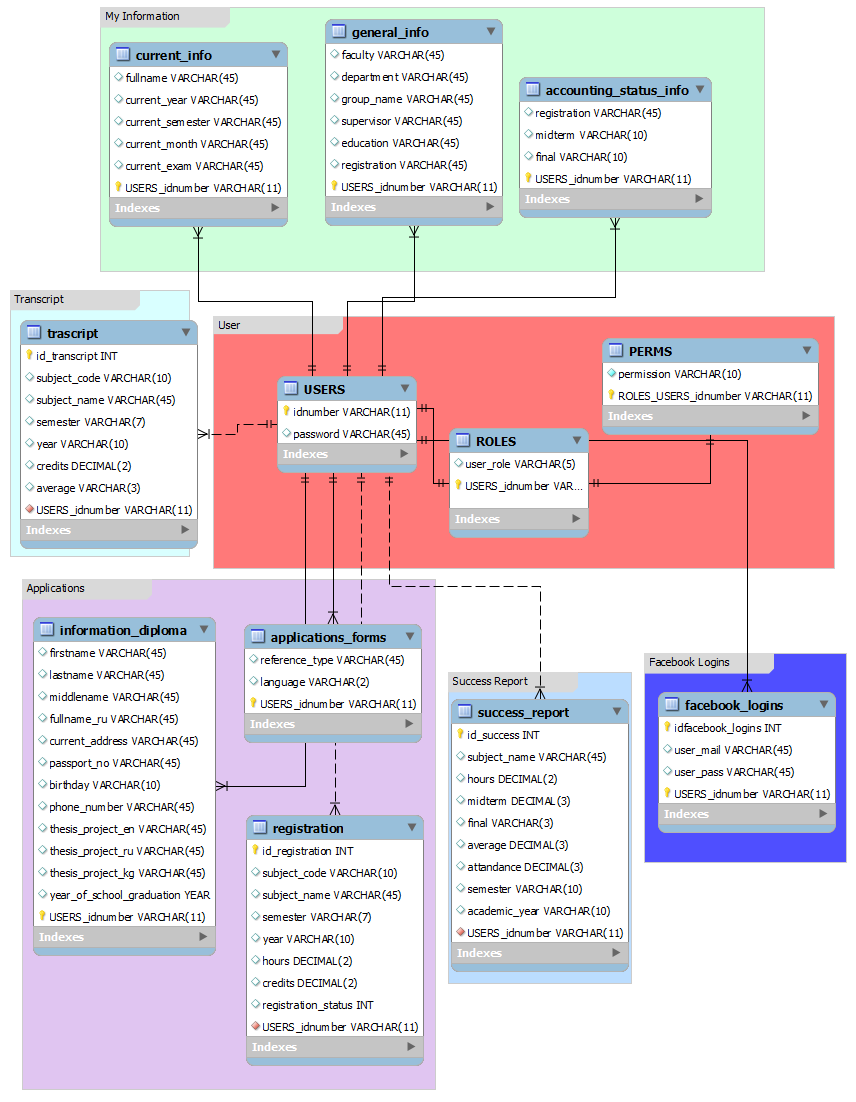 My Information
current_info
fullname VARCHAR(45)
current_year VARCHAR(45)
current_semester VARCHAR(45)
current_month VARCHAR(45)
current_exam VARCHAR(45)
USERS_idnumber VARCHAR(11)
Indexes
general_info
faculty VARCHAR(45)
department VARCHAR(45)
group_name VARCHAR(45)
supervisor VARCHAR(45)
education VARCHAR(45)
registration VARCHAR(45)
USERS_idnumber VARCHAR(11)
Indexes
accounting_status_info
registration VARCHAR(45)
midterm VARCHAR(10)
final VARCHAR(10)
USERS_idnumber VARCHAR(11)
Indexes
Transcript
trascript
id_transcript INT
subject_code VARCHAR(10)
subject_name VARCHAR(45)
semester VARCHAR(7)
year VARCHAR(10)
credits DECIMAL(2)
average VARCHAR(3)
USERS_idnumber VARCHAR(11)
Indexes
User
USERS
idnumber VARCHAR(11)
password VARCHAR(45)
Indexes
ROLES
user_role VARCHAR(5)
USERS_idnumber VAR...
Indexes
PERMS
permission VARCHAR(10)
ROLES_USERS_idnumber VARCHAR(11)
Indexes
Applications
information_diploma
firstname VARCHAR(45)
lastname VARCHAR(45)
middlename VARCHAR(45)
fullname_ru VARCHAR(45)
current_address VARCHAR(45)
passport_no VARCHAR(45)
birthday VARCHAR(10)
phone_number VARCHAR(45)
thesis_project_en VARCHAR(45)
thesis_project_ru VARCHAR(45)
thesis_project_kg VARCHAR(45)
year_of_school_graduation YEAR
USERS_idnumber VARCHAR(11)
Indexes
applications_forms
reference_type VARCHAR(45)
language VARCHAR(2)
USERS_idnumber VARCHAR(11)
Indexes
registration
id_registration INT
subject_code VARCHAR(10)
subject_name VARCHAR(45)
semester VARCHAR(7)
year VARCHAR(10)
hours DECIMAL(2)
credits DECIMAL(2)
registration_status INT
USERS_idnumber VARCHAR(11)
Indexes
Success Report
success_report
id_success INT
subject_name VARCHAR(45)
hours DECIMAL(2)
midterm DECIMAL(3)
final VARCHAR(3)
average DECIMAL(3)
attandance DECIMAL(3)
semester VARCHAR(10)
academic_year VARCHAR(10)
USERS_idnumber VARCHAR(11)
Indexes
Facebook Logins
facebook_logins
idfacebook_logins INT
user_mail VARCHAR(45)
user_pass VARCHAR(45)
USERS_idnumber VARCHAR(11)
Indexes